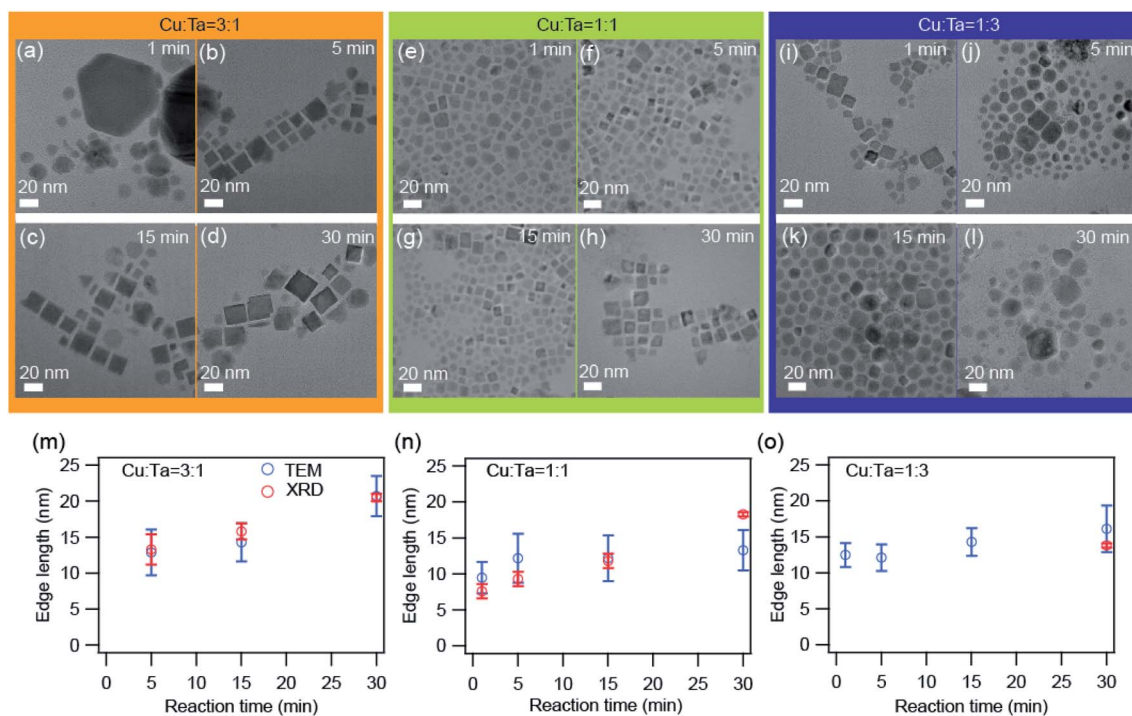 Cu:Ta=3:1
Cu:Ta=1:1
Cu:Ta=1:3
(a) 1 min
(b) 5 min
(e) 1 min
(f) 5 min
(i) 1 min
(j) 5 min
20 nm
20 nm
20 nm
20 nm
20 nm
20 nm
(c) 15 min
(d) 30 min
(g) 15 min
(h) 30 min
(k) 15 min
(l) 30 min
20 nm
20 nm
20 nm
20 nm
20 nm
20 nm
(m)
Cu:Ta=3:1
TEM
XRD
Edge length (nm)
25
20
15
10
5
0
0 5 10 15 20 25 30
Reaction time (min)
(n)
Cu:Ta=1:1
Edge length (nm)
25
20
15
10
5
0
0 5 10 15 20 25 30
Reaction time (min)
(o)
Cu:Ta=1:3
Edge length (nm)
25
20
15
10
5
0
0 5 10 15 20 25 30
Reaction time (min)